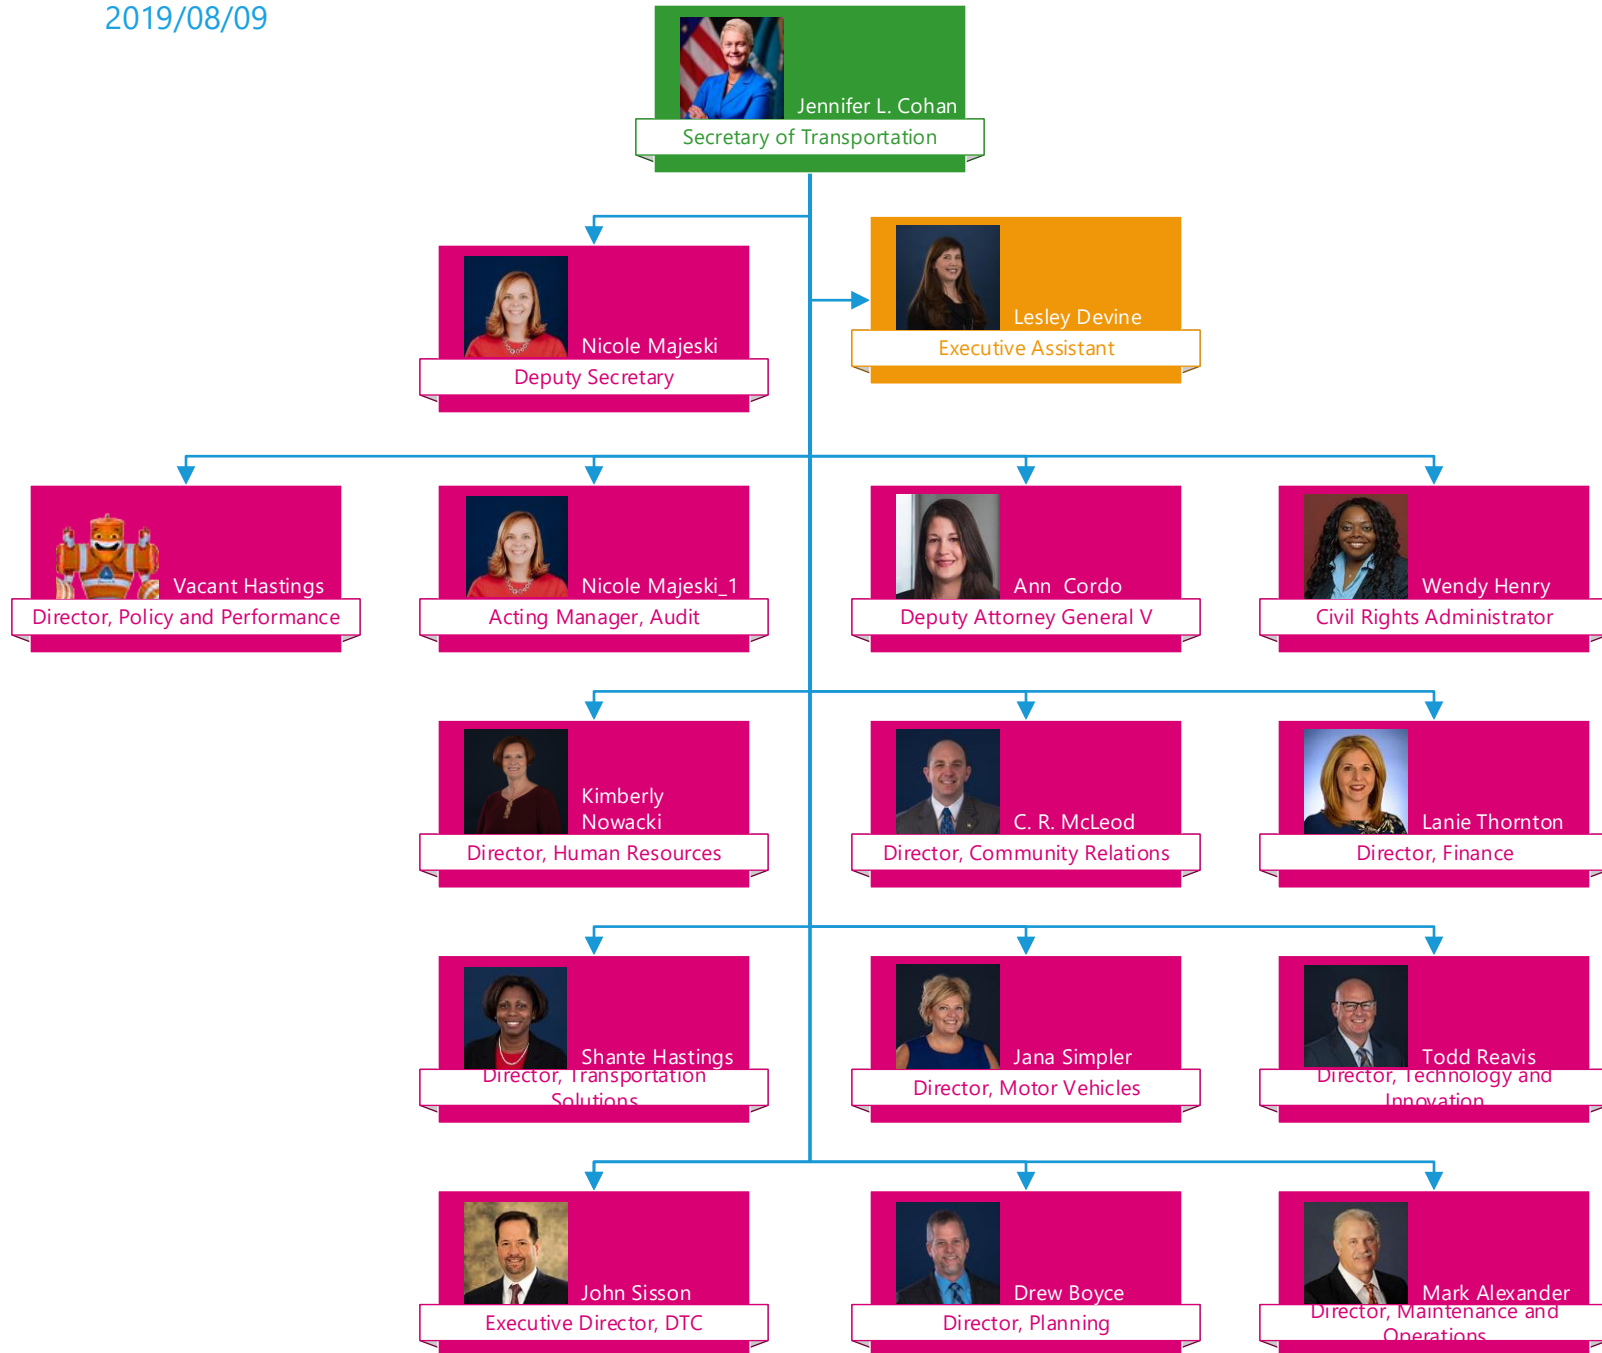 2019/08/09
Jennifer L. Cohan
Secretary of Transportation
Nicole Majeski
Deputy Secretary
Lesley Devine
Executive Assistant
Vacant Hastings
Director, Policy and Performance
Nicole Majeski_1
Acting Manager, Audit
Ann Cordo
Deputy Attorney General V
Wendy Henry
Civil Rights Administrator
Kimberly
Nowacki
Director, Human Resources
C. R. McLeod
Director, Community Relations
Lanie Thornton
Director, Finance
Shante Hastings
Director, Transportation
Solutions
Jana Simpler
Director, Motor Vehicles
Todd Reavis
Director, Technology and
Innovation
John Sisson
Executive Director, DTC
Drew Boyce
Director, Planning
Mark Alexander
Director, Maintenance and
Operations